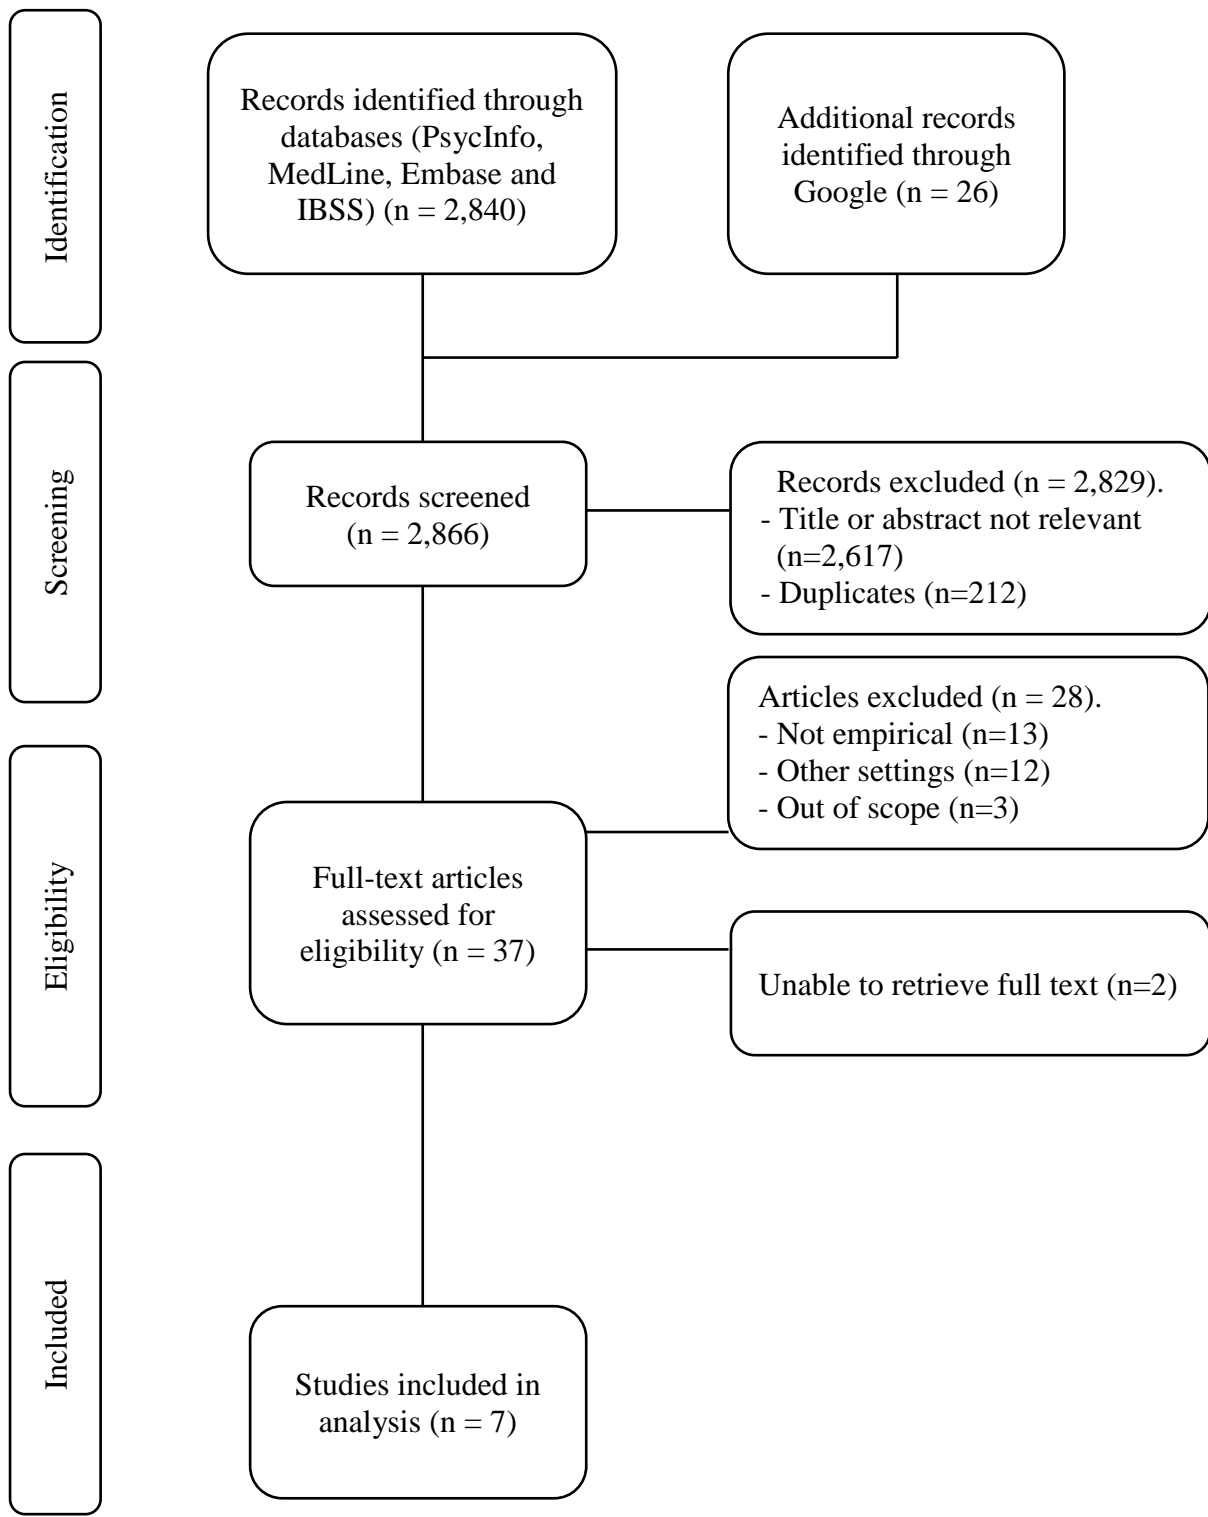 Identification
Records identified through
databases (PsycInfo,
MedLine, Embase and
IBSS) (n = 2,840)
Additional records
identified through
Google (n = 26)
Screening
Records screened
(n = 2,866)
Records excluded (n = 2,829).
- Title or abstract not relevant
(n=2,617)
- Duplicates (n=212)
Articles excluded (n = 28).
- Not empirical (n=13)
- Other settings (n=12)
- Out of scope (n=3)
Eligibility
Full-text articles
assessed for
eligibility (n = 37)
Unable to retrieve full text (n=2)
Included
Studies included in
analysis (n = 7)